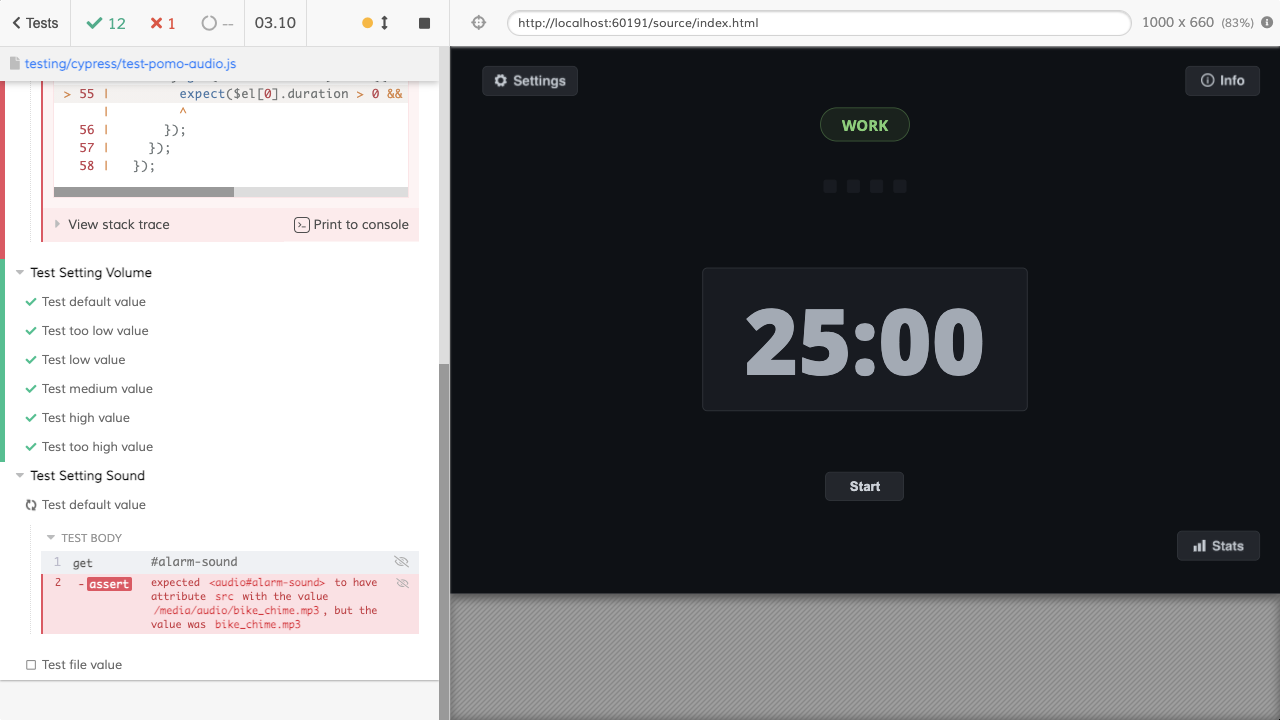 Tests
12
1
--
03.10
http://localhost:60191/source/index.html
1000 x 660 (83%)
testing/cypress/test-pomo-audio.js
> 55 | expect($el[0].duration > 0 &&
| ^
56 | });
57 | });
58 | });
View stack trace
Print to console
Test Setting Volume
Test default value
Test too low value
Test low value
Test medium value
Test high value
Test too high value
Test Setting Sound
Test default value
TEST BODY
1 get #alarm-sound
2 -assert expected <audio#alarm-sound> to have
attribute src with the value
/media/audio/bike_chime.mp3, but the
value was bike_chime.mp3
Test file value
Settings
Info
WORK
25:00
Start
Stats